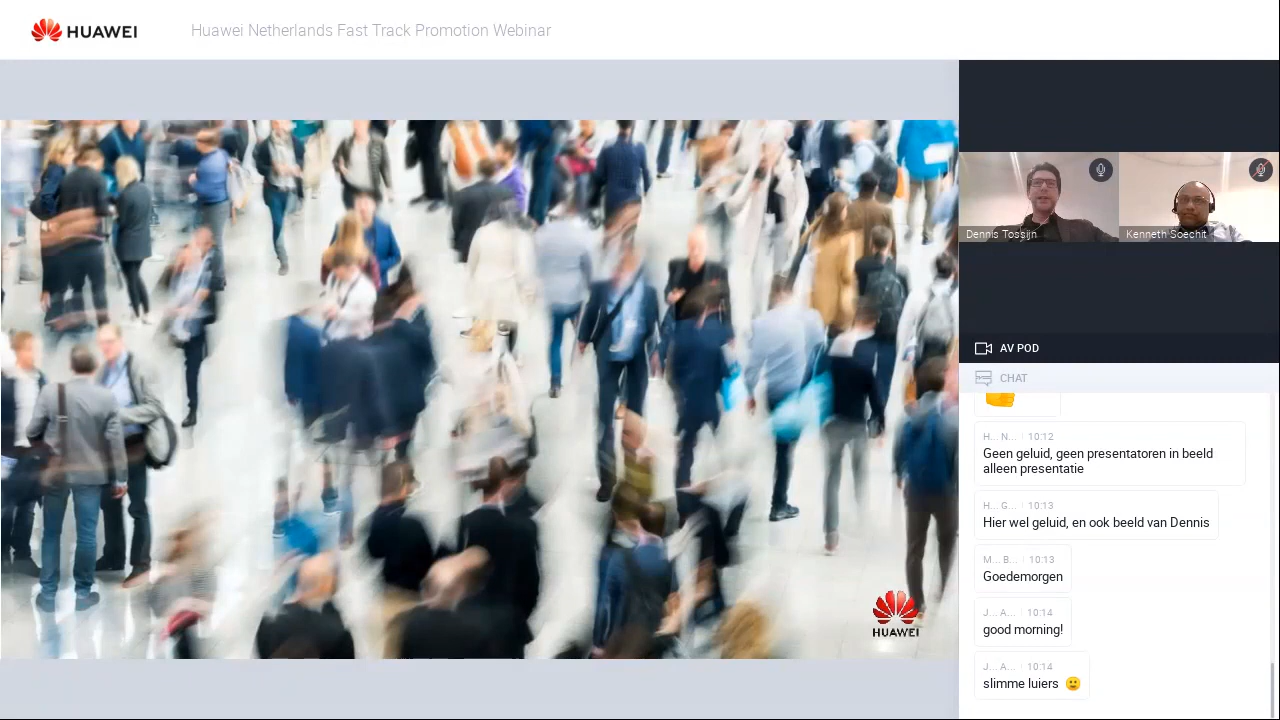 HUAWEI
Huawei Netherlands Fast Track Promotion Webinar
HUAWEI
Dennis Tossijn
Kenneth Soechit
AV POD
CHAT
H... N... | 10:12
Geen geluid, geen presentatoren in beeld
alleen presentatie
H... G... | 10:13
Hier wel geluid, en ook beeld van Dennis
M... B... | 10:13
Goedemorgen
J... A... | 10:14
good morning!
J... A... | 10:14
slimme luiers 🙂